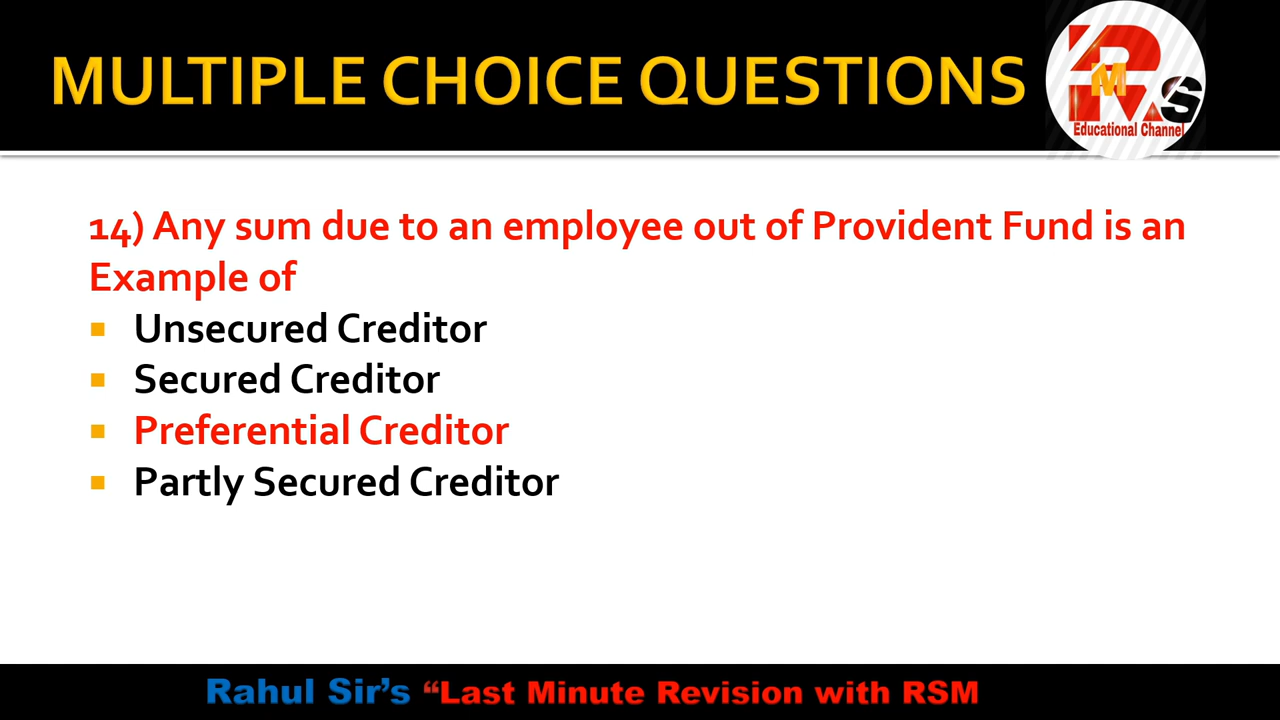 MULTIPLE CHOICE QUESTIONS
R
M
S
Educational Channel
14) Any sum due to an employee out of Provident Fund is an
Example of
Unsecured Creditor
Secured Creditor
Preferential Creditor
Partly Secured Creditor
Rahul Sir’s “Last Minute Revision with RSM